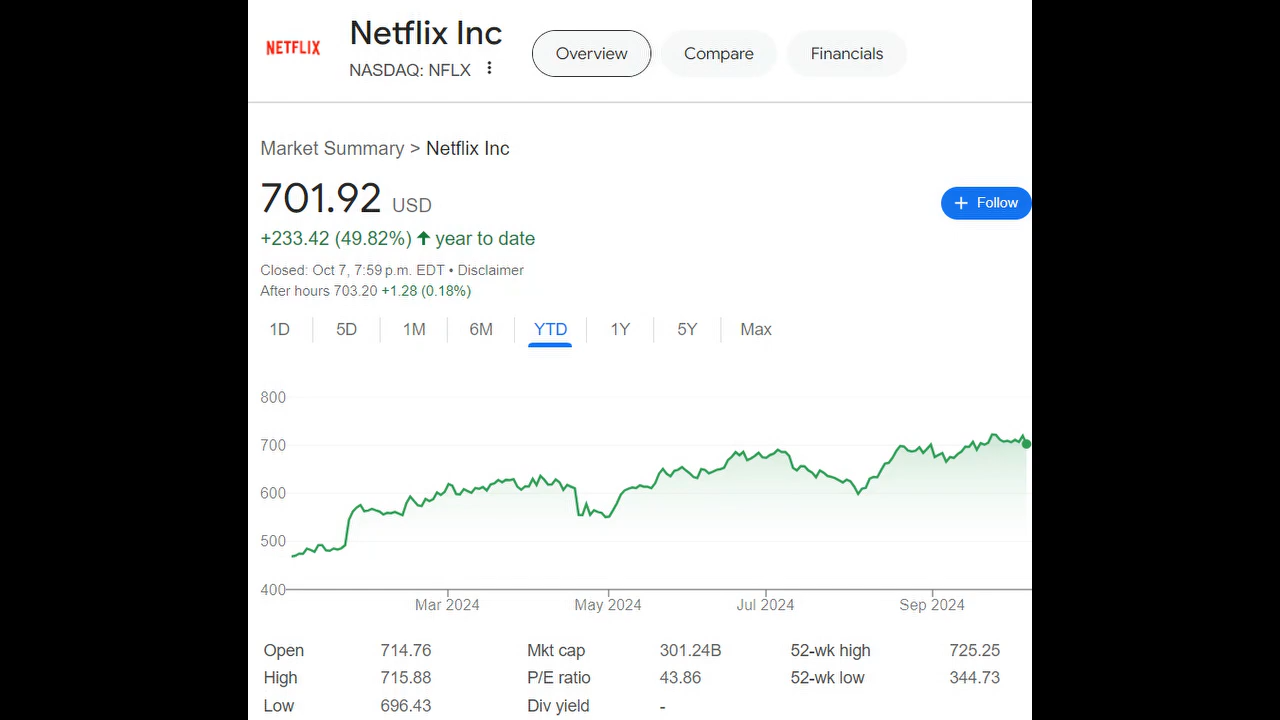 NETFLIX
Netflix Inc
NASDAQ: NFLX
Overview Compare Financials
Market Summary > Netflix Inc
701.92 USD
+ Follow
+233.42 (49.82%) ↑ year to date
Closed: Oct 7, 7:59 p.m. EDT • Disclaimer
After hours 703.20 +1.28 (0.18%)
1D 5D 1M 6M YTD 1Y 5Y Max
800
700
600
500
400
Mar 2024 May 2024 Jul 2024 Sep 2024
Open 714.76 Mkt cap 301.24B 52-wk high 725.25
High 715.88 P/E ratio 43.86 52-wk low 344.73
Low 696.43 Div yield -